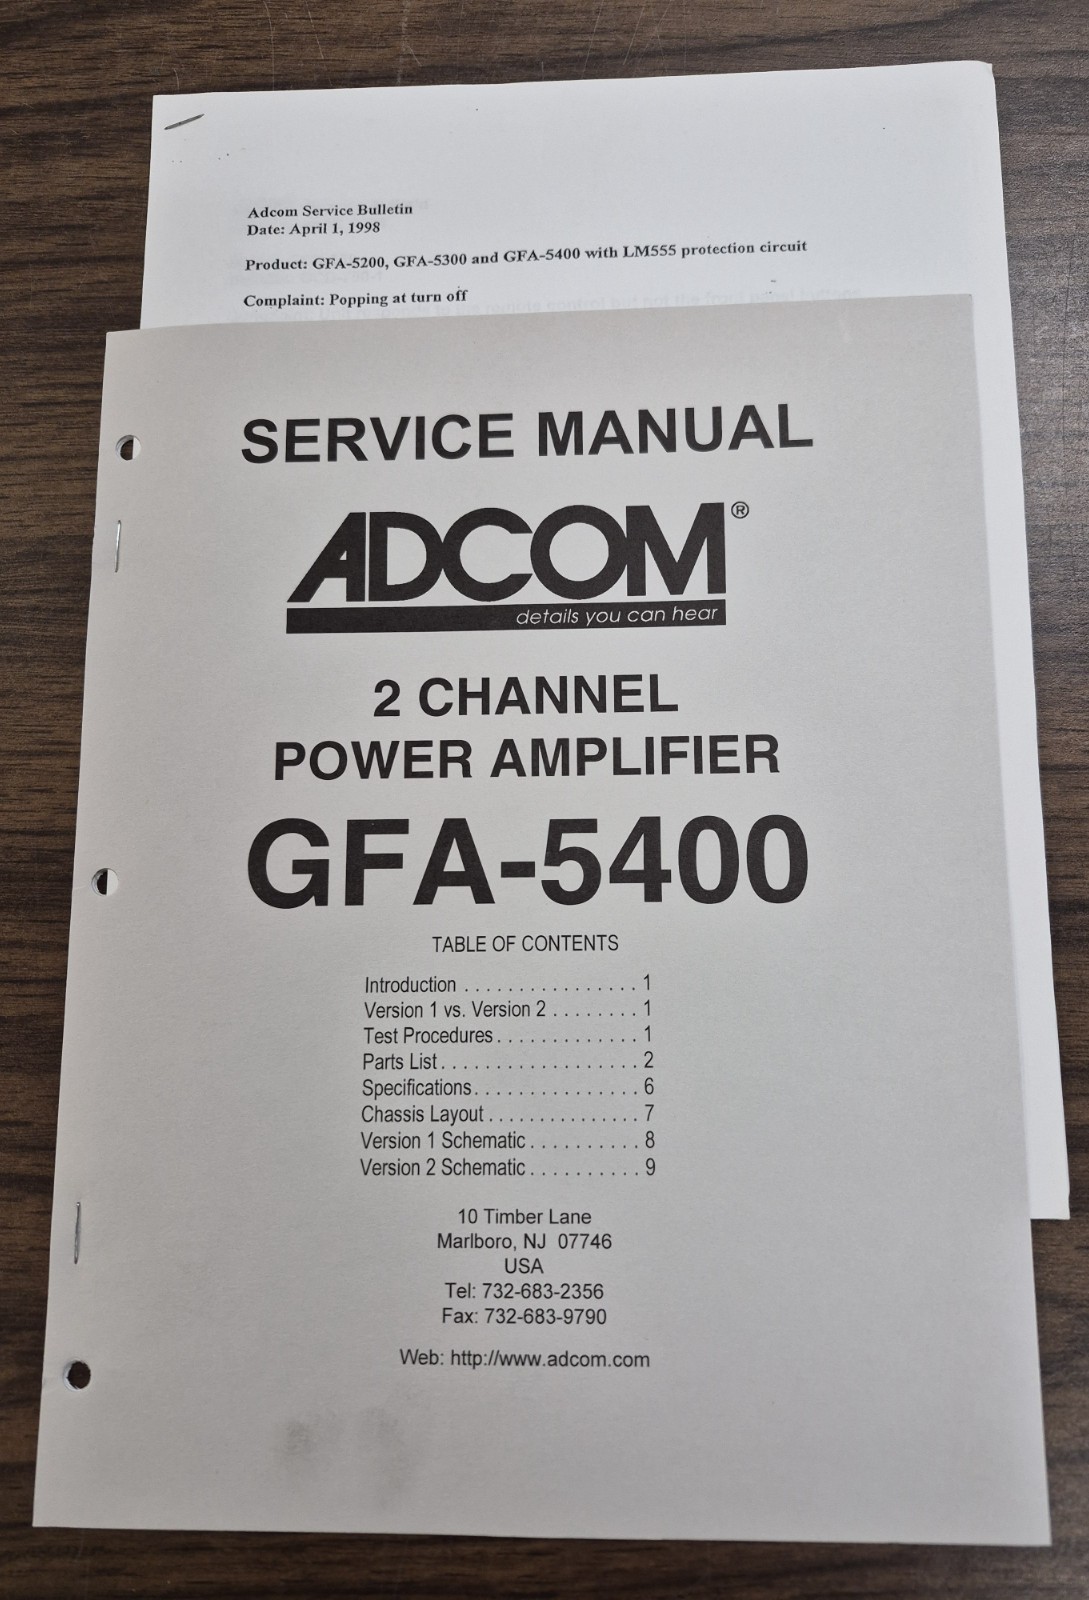 Adcom Service Bulletin
Date: April 1, 1998
Product: GFA-5200, GFA-5300 and GFA-5400 with LM555 protection circuit
Complaint: Popping at turn off
SERVICE MANUAL
ADCOM®
details you can hear
2 CHANNEL
POWER AMPLIFIER
GFA-5400
TABLE OF CONTENTS
Introduction . . . . . . . . . . . . . . . . 1
Version 1 vs. Version 2 . . . . . . . . 1
Test Procedures . . . . . . . . . . . . . 1
Parts List . . . . . . . . . . . . . . . . . . 2
Specifications . . . . . . . . . . . . . . . 6
Chassis Layout . . . . . . . . . . . . . . 7
Version 1 Schematic . . . . . . . . . . 8
Version 2 Schematic . . . . . . . . . . 9
10 Timber Lane
Marlboro, NJ 07746
USA
Tel: 732-683-2356
Fax: 732-683-9790
Web: http://www.adcom.com